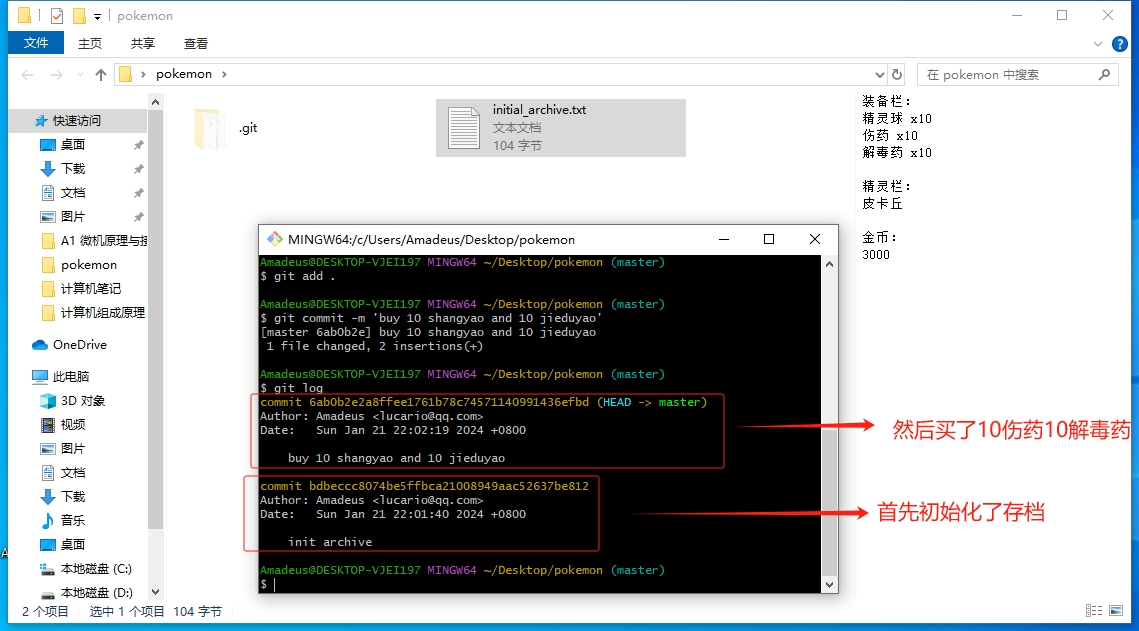 pokemon
文件 主页 共享 查看
pokemon
在 pokemon 中搜索
快速访问
桌面
下载
文档
图片
A1 微机原理与接
pokemon
计算机笔记
计算机组成原理
OneDrive
此电脑
3D 对象
视频
图片
文档
下载
音乐
桌面
本地磁盘 (C:)
本地磁盘 (D:)
.git
initial_archive.txt
文本文档
104 字节
装备栏：
精灵球 x10
伤药 x10
解毒药 x10
精灵栏：
皮卡丘
金币：
3000
MINGW64:/c/Users/Amadeus/Desktop/pokemon
Amadeus@DESKTOP-VJEI197 MINGW64 ~/Desktop/pokemon (master)
$ git add .
Amadeus@DESKTOP-VJEI197 MINGW64 ~/Desktop/pokemon (master)
$ git commit -m 'buy 10 shangyao and 10 jieduyao'
[master 6ab0b2e] buy 10 shangyao and 10 jieduyao
1 file changed, 2 insertions(+)
Amadeus@DESKTOP-VJEI197 MINGW64 ~/Desktop/pokemon (master)
$ git log
commit 6ab0b2e2a8ffee1761b78c74571140991436efbd (HEAD -> master)
Author: Amadeus <lucario@qq.com>
Date: Sun Jan 21 22:02:19 2024 +0800
buy 10 shangyao and 10 jieduyao
commit bdbeccc8074be5ffbca21008949aac52637be812
Author: Amadeus <lucario@qq.com>
Date: Sun Jan 21 22:01:40 2024 +0800
init archive
Amadeus@DESKTOP-VJEI197 MINGW64 ~/Desktop/pokemon (master)
$
然后买了10伤药10解毒药
首先初始化了存档
2 个项目 选中 1 个项目 104 字节